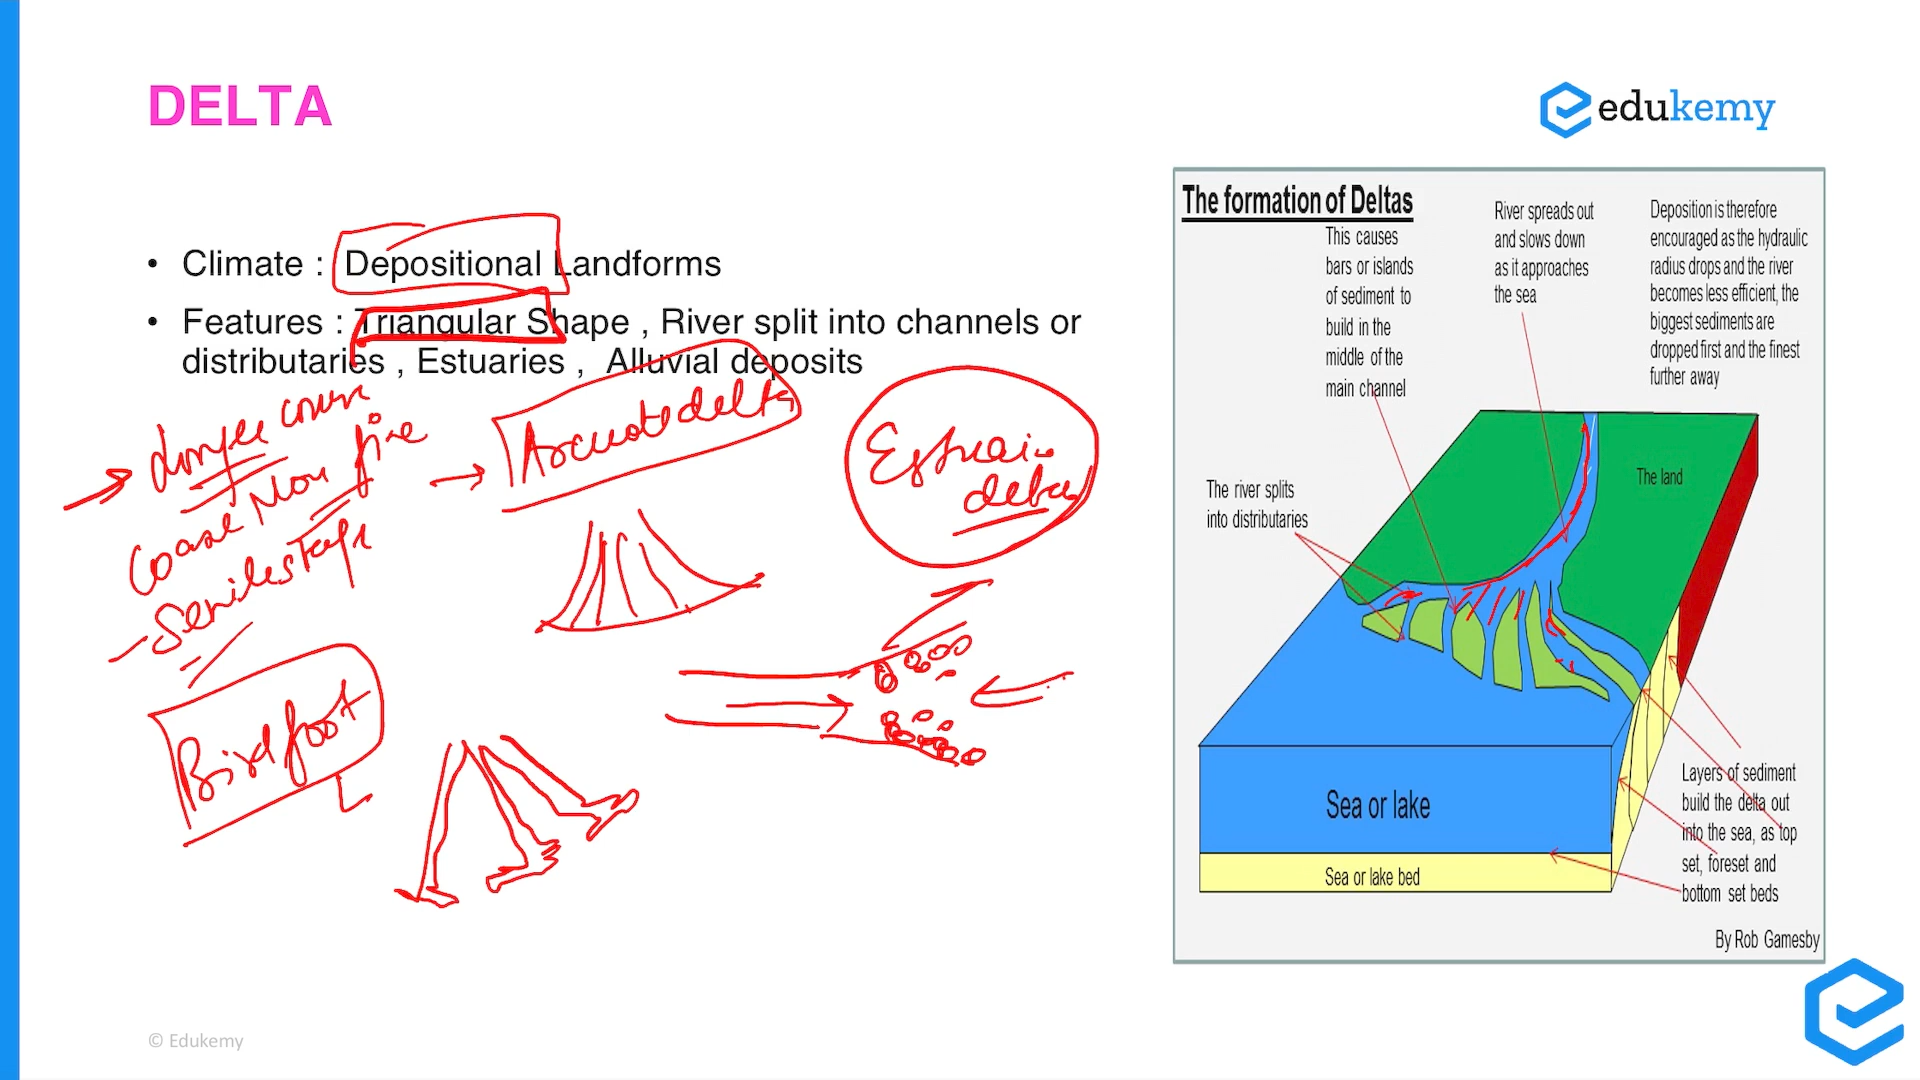 DELTA
edukemy
• Climate : Depositional Landforms
• Features : Triangular Shape , River split into channels or
distributaries , Estuaries , Alluvial deposits
Arcuate delta
Bird foot
The formation of Deltas
This causes
bars or islands
of sediment to
build in the
middle of the
main channel
River spreads out
and slows down
as it approaches
the sea
Deposition is therefore
encouraged as the hydraulic
radius drops and the river
becomes less efficient, the
biggest sediments are
dropped first and the finest
further away
The river splits
into distributaries
The land
Sea or lake
Sea or lake bed
Layers of sediment
build the delta out
into the sea, as top
set, foreset and
bottom set beds
By Rob Gamesby
© Edukemy